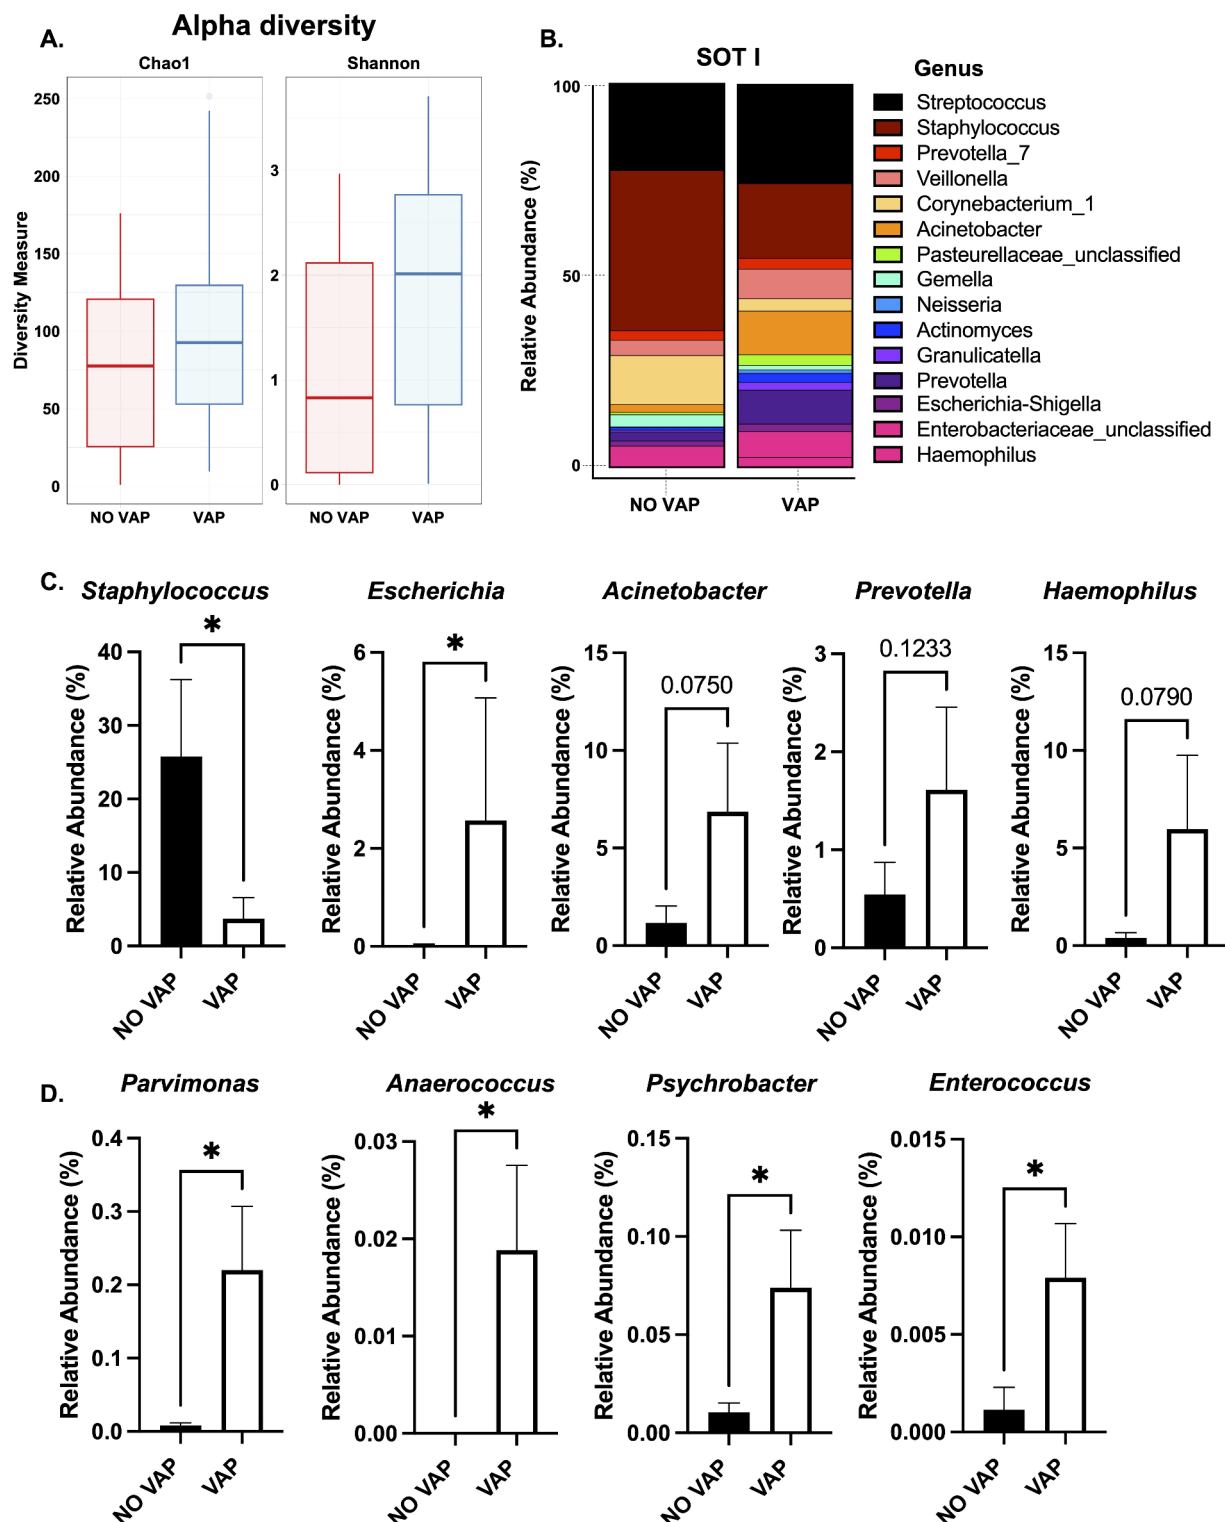 Alpha diversity
A.
Chao1
Shannon
Diversity Measure
250
200
150
100
50
0
3
2
1
0
NO VAP
VAP
NO VAP
VAP
B.
SOT I
Relative Abundance (%)
100
50
0
NO VAP
VAP
Genus
Streptococcus
Staphylococcus
Prevotella_7
Veillonella
Corynebacterium_1
Acinetobacter
Pasteurellaceae_unclassified
Gemella
Neisseria
Actinomyces
Granulicatella
Prevotella
Escherichia-Shigella
Enterobacteriaceae_unclassified
Haemophilus
C.
Staphylococcus
*
Relative Abundance (%)
40
30
20
10
0
NO VAP
VAP
Escherichia
*
Relative Abundance (%)
6
4
2
0
NO VAP
VAP
Acinetobacter
0.0750
Relative Abundance (%)
15
10
5
0
NO VAP
VAP
Prevotella
0.1233
Relative Abundance (%)
3
2
1
0
NO VAP
VAP
Haemophilus
0.0790
Relative Abundance (%)
15
10
5
0
NO VAP
VAP
D.
Parvimonas
*
Relative Abundance (%)
0.4
0.3
0.2
0.1
0.0
NO VAP
VAP
Anaerococcus
*
Relative Abundance (%)
0.03
0.02
0.01
0.00
NO VAP
VAP
Psychrobacter
*
Relative Abundance (%)
0.15
0.10
0.05
0.00
NO VAP
VAP
Enterococcus
*
Relative Abundance (%)
0.015
0.010
0.005
0.000
NO VAP
VAP